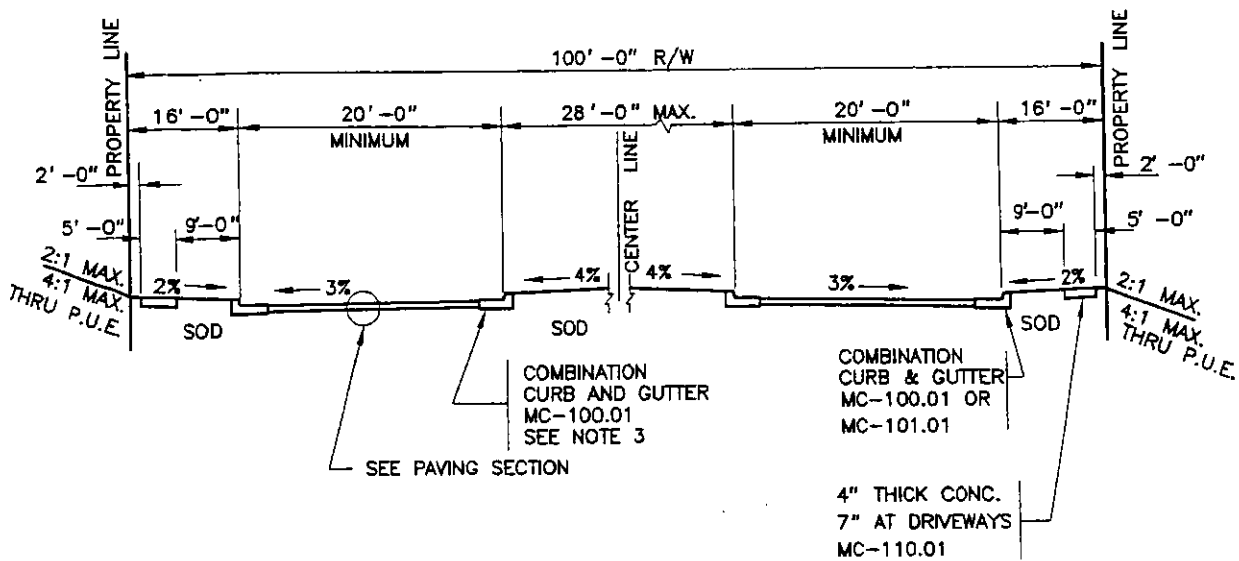 PROPERTY LINE
PROPERTY LINE
100' -0" R/W
16' -0"
20' -0"
MINIMUM
28' -0" MAX.
20' -0"
MINIMUM
16' -0"
CENTER LINE
2' -0"
2' -0"
5' -0"
9'-0"
9'-0"
5' -0"
2:1 MAX.
4:1 MAX.
THRU P.U.E.
2%
3%
4%
4%
3%
2%
2:1 MAX.
4:1 MAX.
THRU P.U.E.
SOD
SOD
SOD
COMBINATION
CURB AND GUTTER
MC-100.01
SEE NOTE 3
SEE PAVING SECTION
COMBINATION
CURB & GUTTER
MC-100.01 OR
MC-101.01
4" THICK CONC.
7" AT DRIVEWAYS
MC-110.01